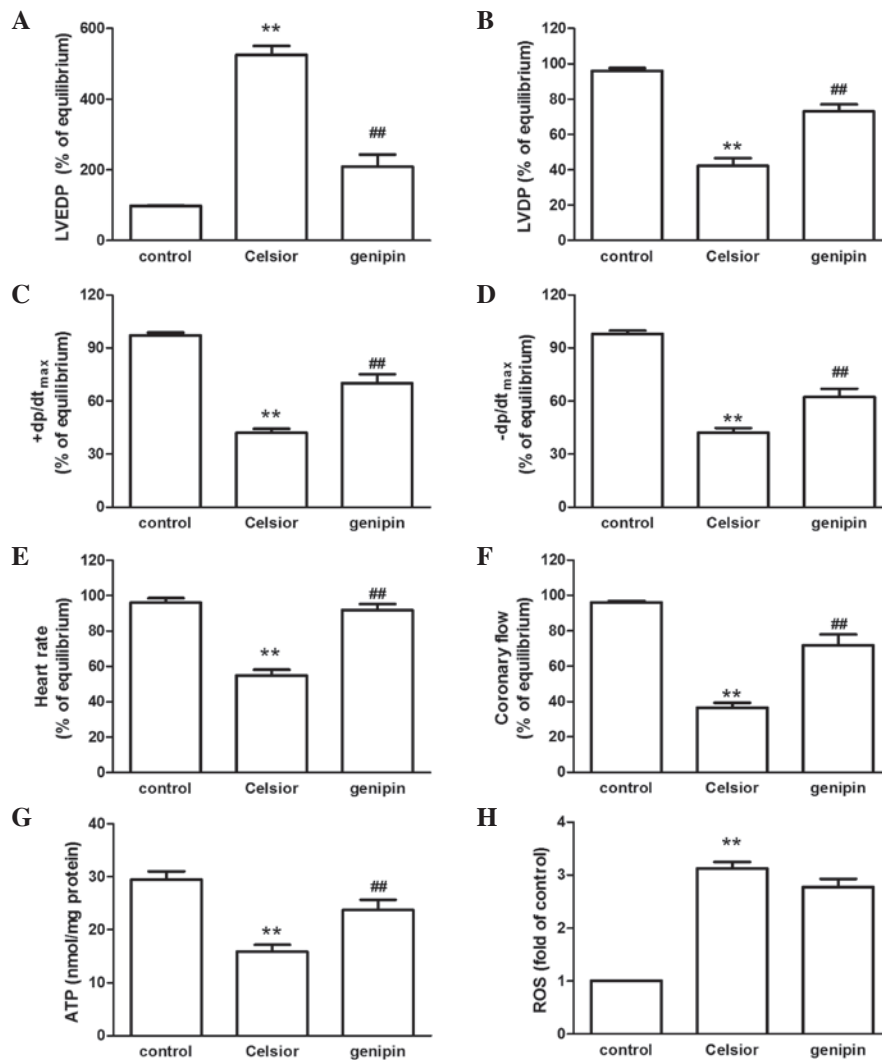 A
LVEDP (% of equilibrium)
600
400
200
0
**
##
control Celsior genipin
B
LVDP (% of equilibrium)
120
100
80
60
40
20
0
**
##
control Celsior genipin
C
+dp/dtmax
(% of equilibrium)
120
90
60
30
0
**
##
control Celsior genipin
D
-dp/dtmax
(% of equilibrium)
120
90
60
30
0
**
##
control Celsior genipin
E
Heart rate
(% of equilibrium)
120
100
80
60
40
20
0
**
##
control Celsior genipin
F
Coronary flow
(% of equilibrium)
120
100
80
60
40
20
0
**
##
control Celsior genipin
G
ATP (nmol/mg protein)
40
30
20
10
0
**
##
control Celsior genipin
H
ROS (fold of control)
4
3
2
1
0
**
control Celsior genipin